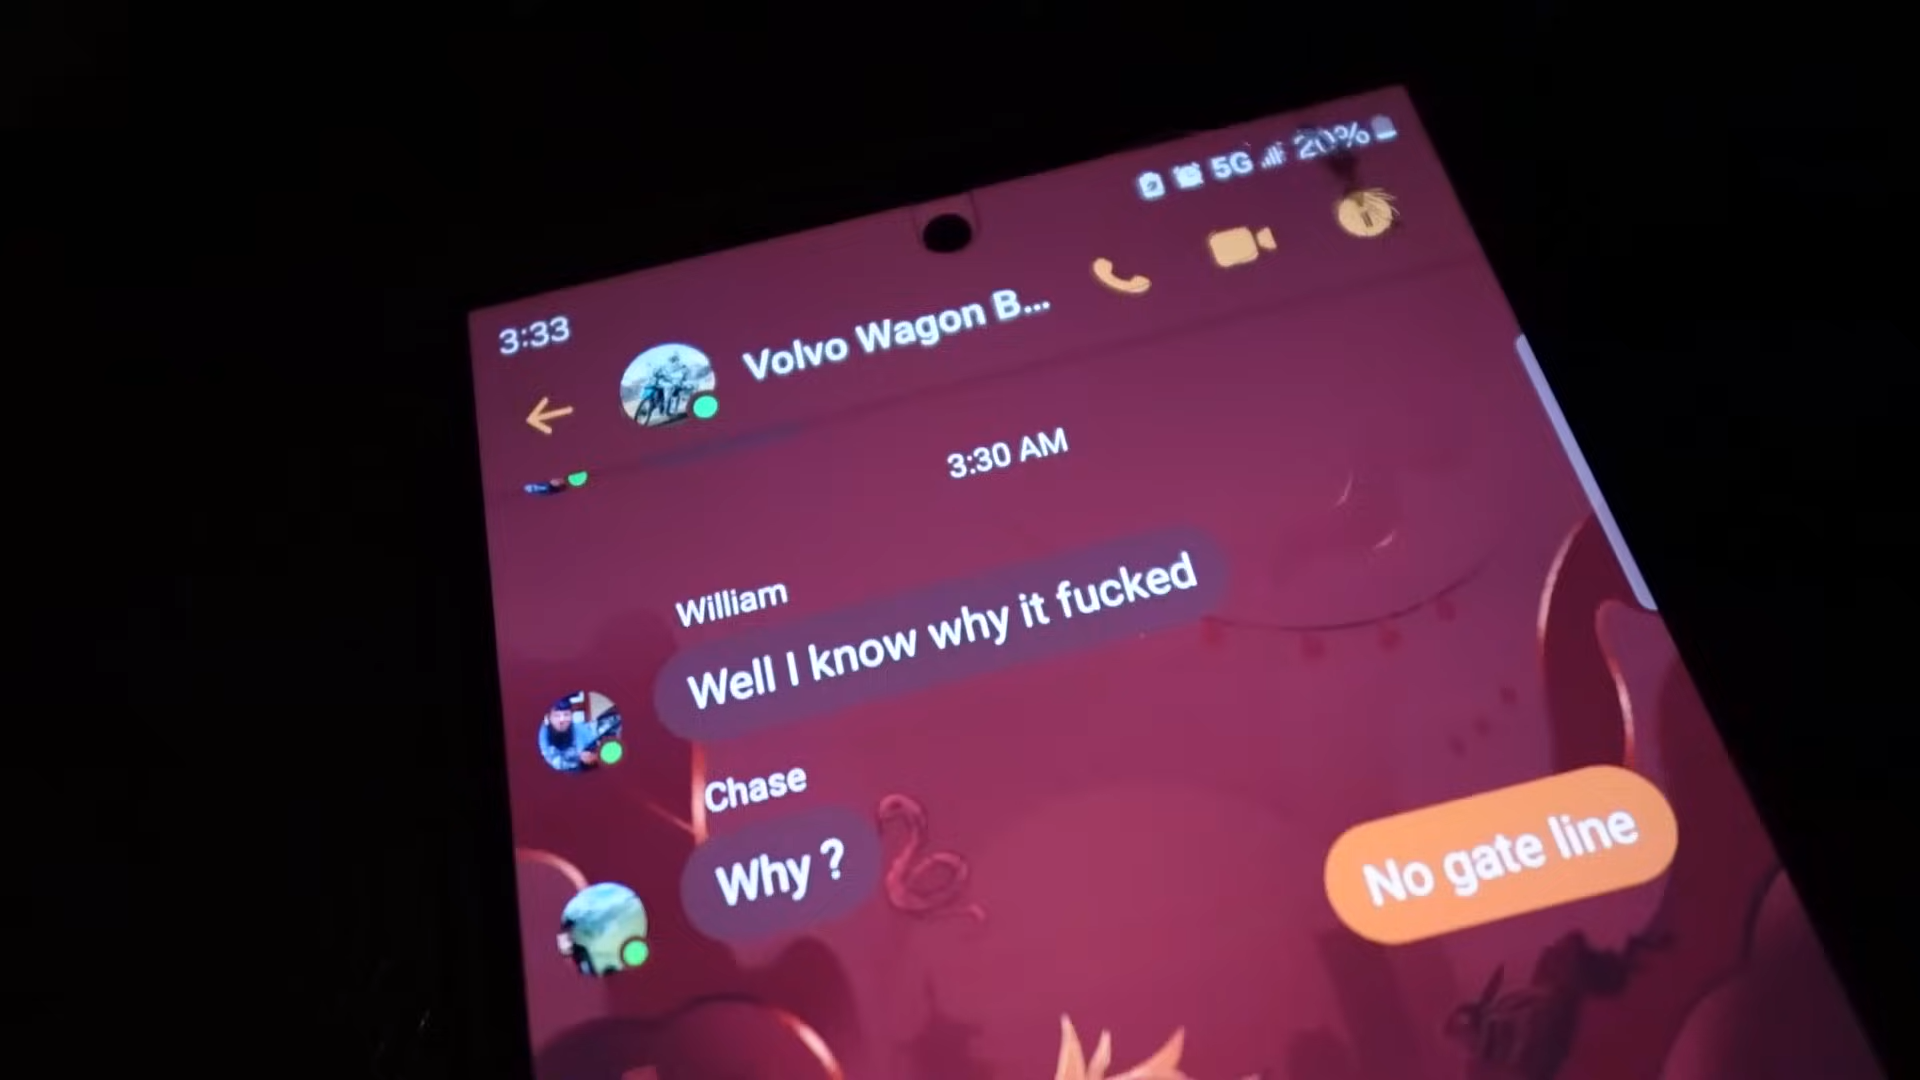 5G 20%
3:33
Volvo Wagon B...
3:30 AM
William
Well I know why it fucked
Chase
Why ?
No gate line